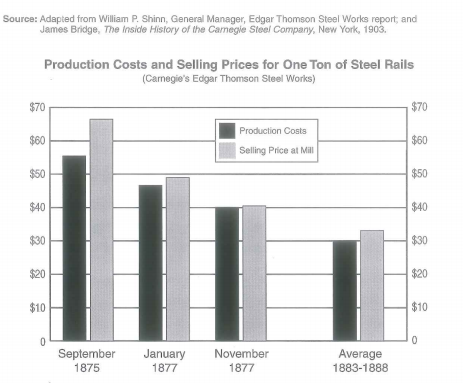 Source: Adapted from William P. Shinn, General Manager, Edgar Thomson Steel Works report; and
James Bridge, The Inside History of the Carnegie Steel Company, New York, 1903.
Production Costs and Selling Prices for One Ton of Steel Rails
(Carnegie's Edgar Thomson Steel Works)
$70 $70
Production Costs
$60 $60
Selling Price at Mill
$50 $50
$40 $40
$30 $30
$20 $20
$10 $10
0 0
September January November Average
1875 1877 1877 1883-1888